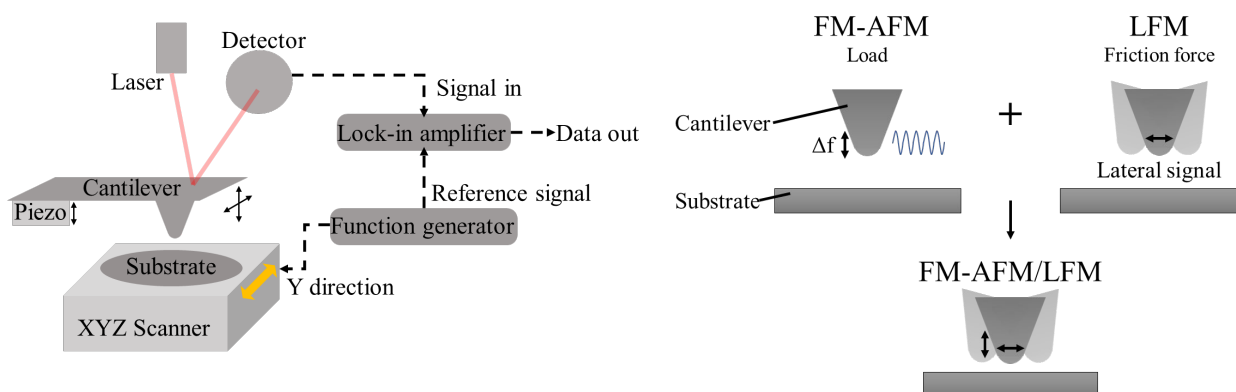 Detector
Laser
Signal in
Lock-in amplifier
Data out
Cantilever
Piezo
Reference signal
Function generator
Substrate
Y direction
XYZ Scanner
FM-AFM
Load
Cantilever
Δf
Substrate
+
LFM
Friction force
Lateral signal
FM-AFM/LFM